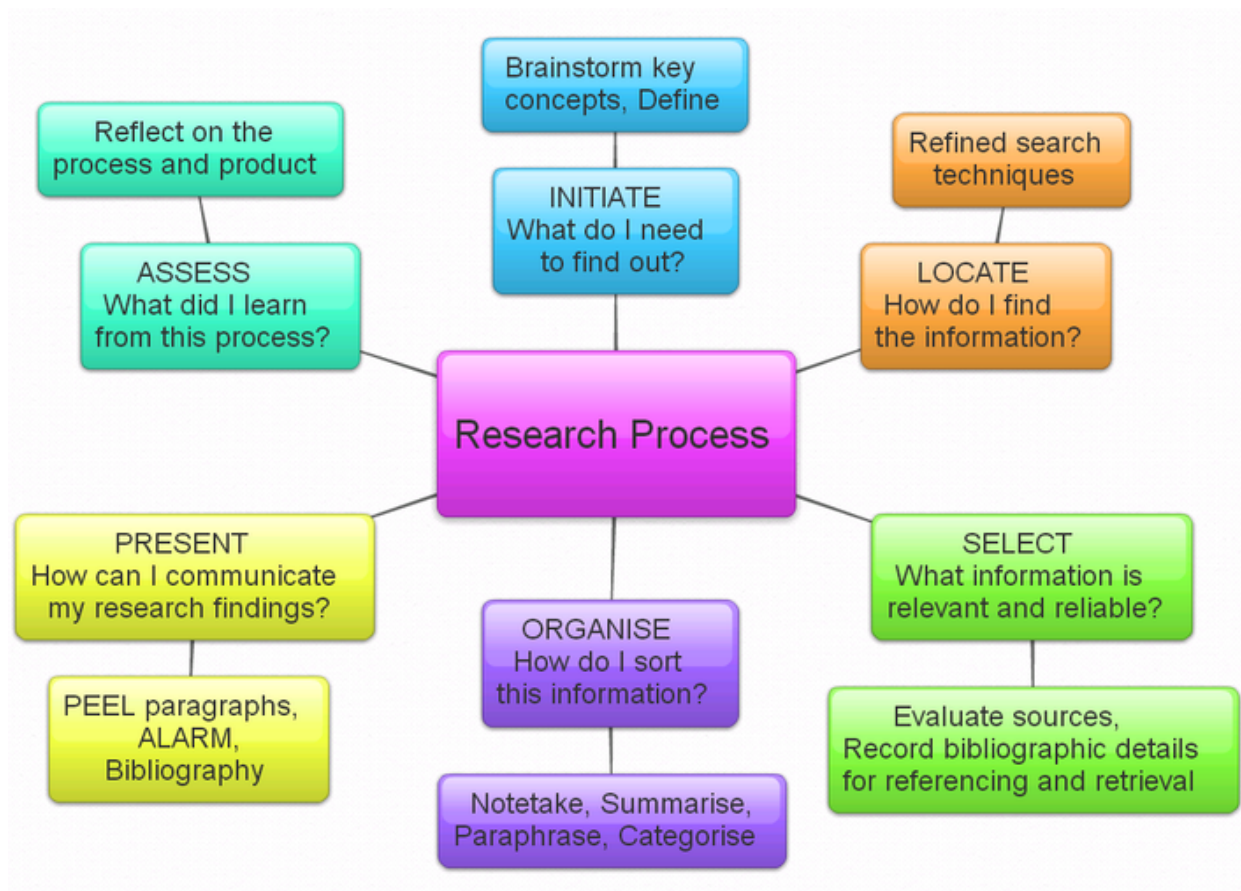 Research Process
Brainstorm key
concepts, Define
INITIATE
What do I need
to find out?
Refined search
techniques
LOCATE
How do I find
the information?
SELECT
What information is
relevant and reliable?
Evaluate sources,
Record bibliographic details
for referencing and retrieval
ORGANISE
How do I sort
this information?
Notetake, Summarise,
Paraphrase, Categorise
PRESENT
How can I communicate
my research findings?
PEEL paragraphs,
ALARM,
Bibliography
Reflect on the
process and product
ASSESS
What did I learn
from this process?